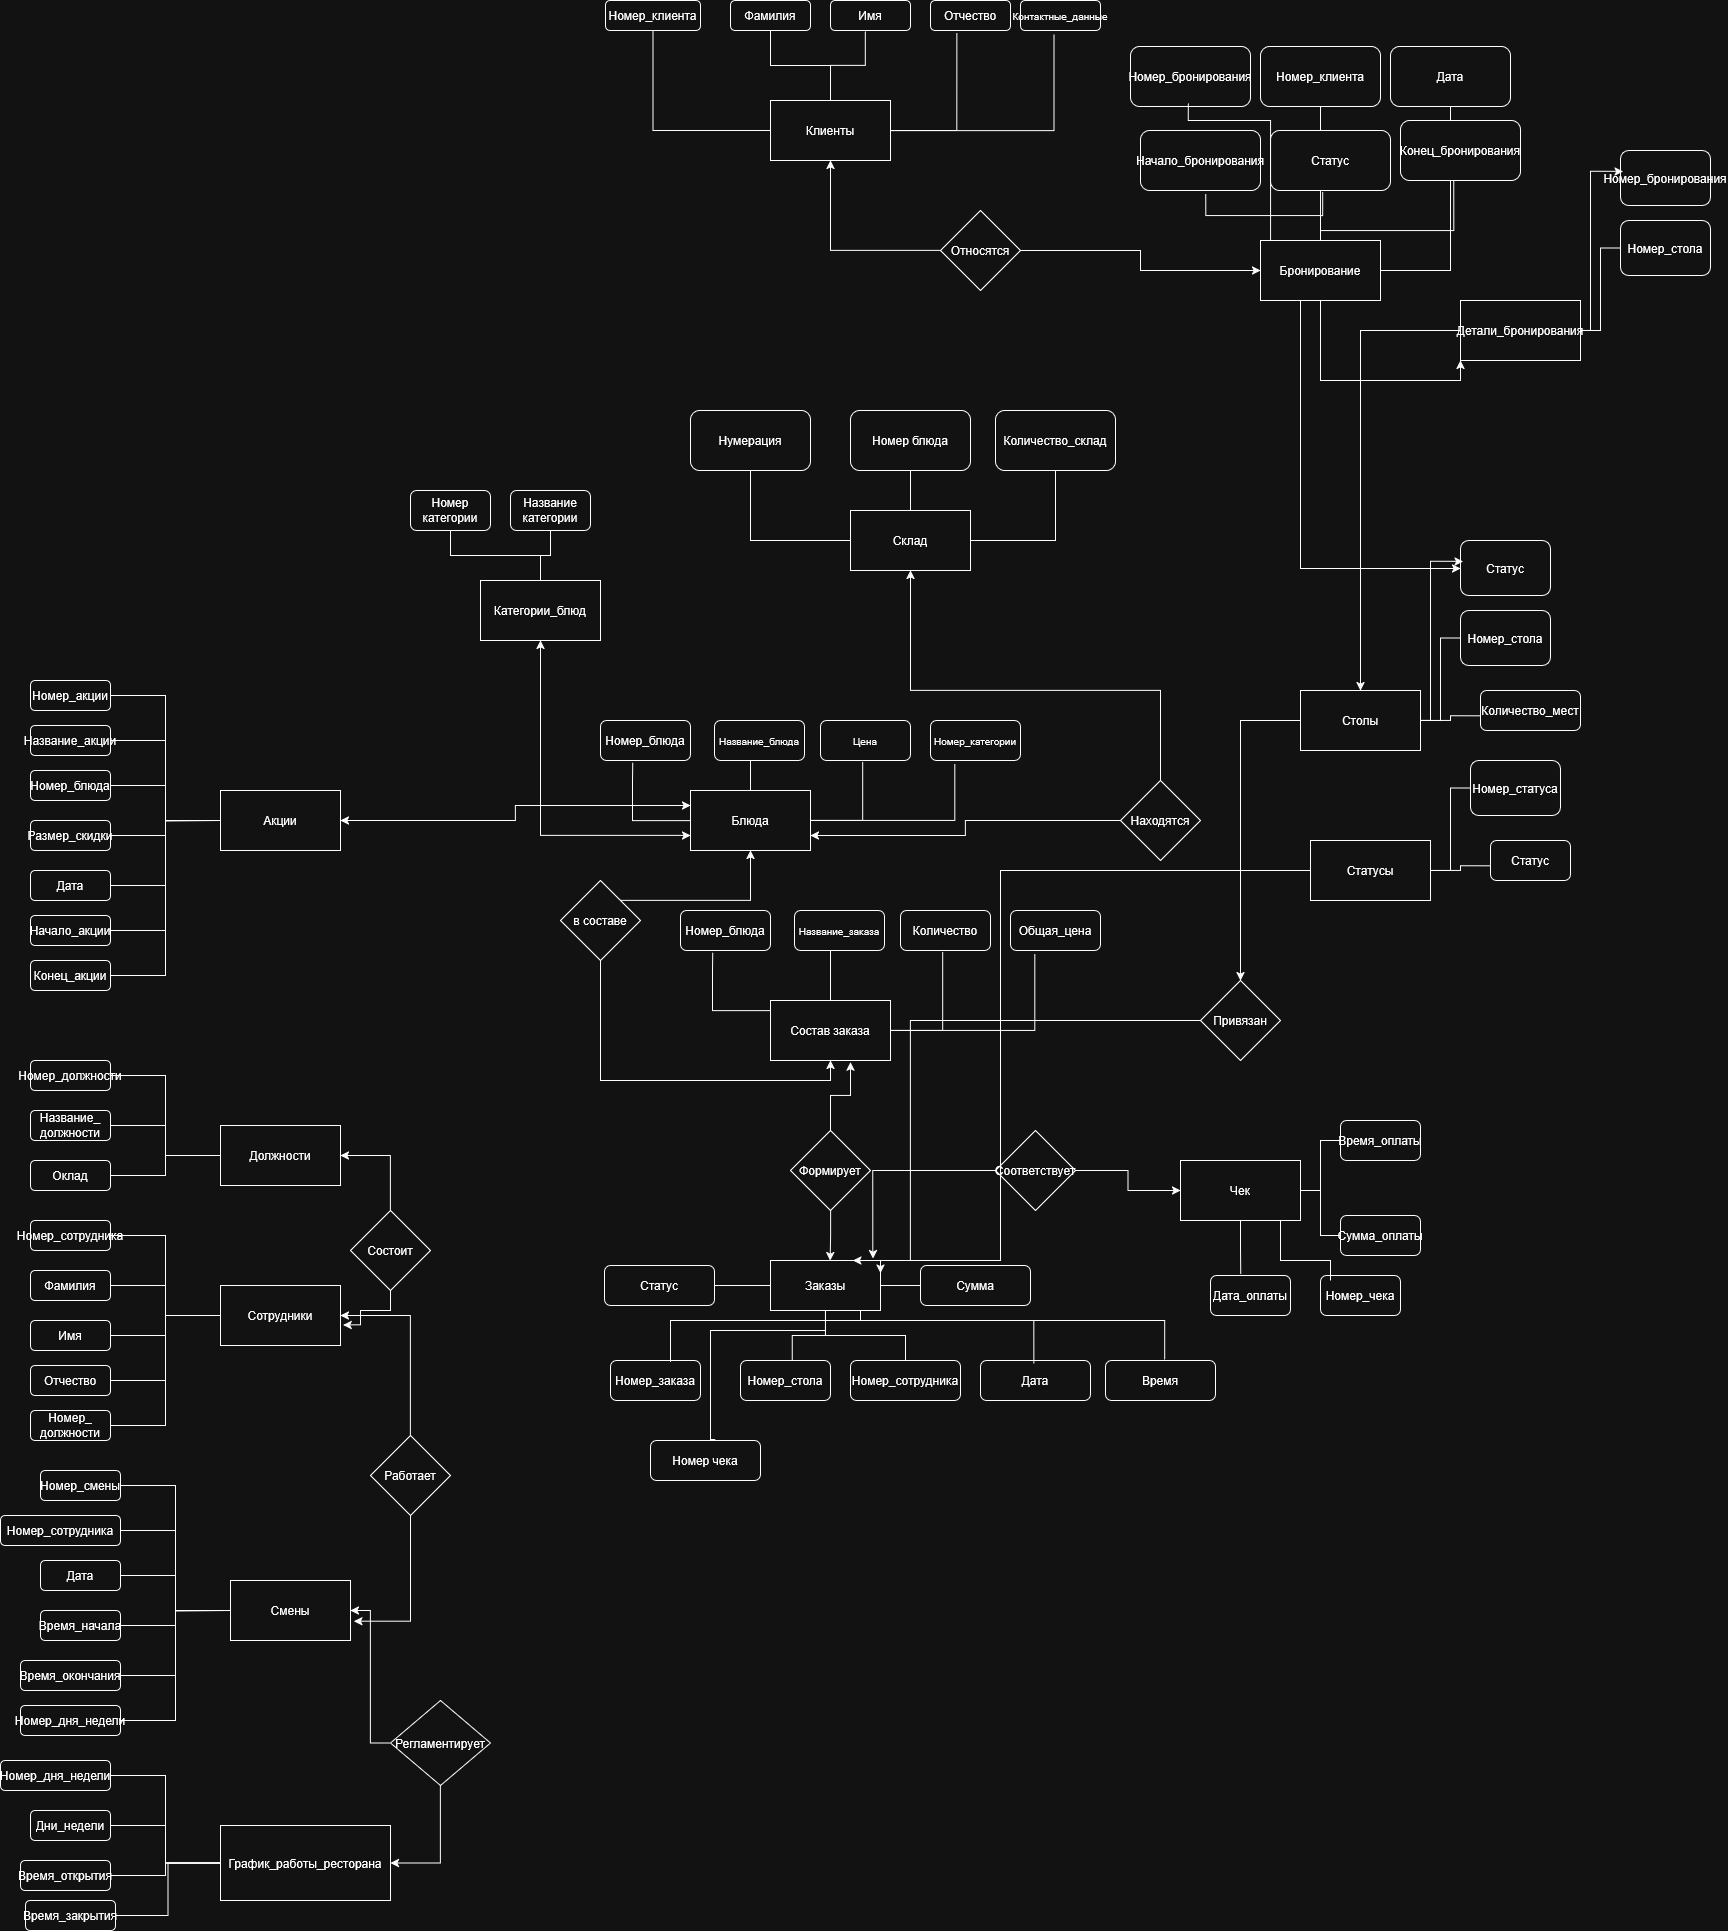 Номер_клиента
Фамилия
Имя
Отчество
Контактные_данные
Клиенты
Номер_бронирования
Номер_клиента
Дата
Начало_бронирования
Статус
Конец_бронирования
Номер_бронирования
Номер_стола
Относятся
Бронирование
Детали_бронирования
Нумерация
Номер блюда
Количество_склад
Склад
Номер
категории
Название
категории
Категории_блюд
Статус
Номер_стола
Количество_мест
Столы
Номер_акции
Название_акции
Номер_блюда
Размер_скидки
Дата
Начало_акции
Конец_акции
Акции
Номер_блюда
Название_блюда
Цена
Номер_категории
Блюда
Находятся
Номер_статуса
Статус
Статусы
в составе
Номер_блюда
Название_заказа
Количество
Общая_цена
Состав заказа
Привязан
Номер_должности
Название_
должности
Оклад
Должности
Формирует
Соответствует
Чек
Время_оплаты
Сумма_оплаты
Дата_оплаты
Номер_чека
Состоит
Номер_сотрудника
Фамилия
Имя
Отчество
Номер_
должности
Сотрудники
Статус
Заказы
Сумма
Номер_заказа
Номер_стола
Номер_сотрудника
Дата
Время
Номер чека
Работает
Номер_смены
Номер_сотрудника
Дата
Время_начала
Время_окончания
Номер_дня_недели
Смены
Регламентирует
Номер_дня_недели
Дни_недели
Время_открытия
Время_закрытия
График_работы_ресторана